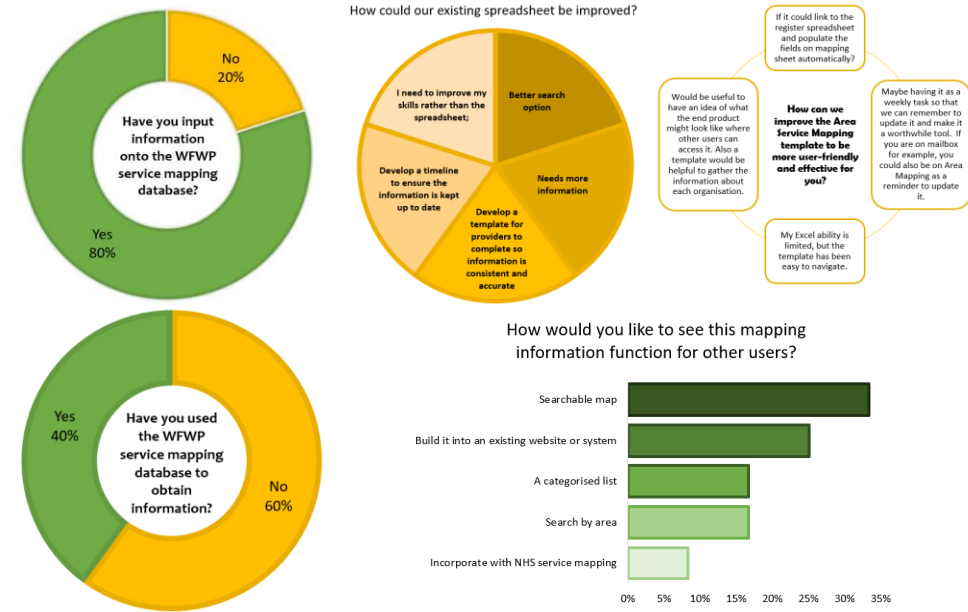 No
20%
Have you input
information
onto the WFWP
service mapping
database?
Yes
80%
How could our existing spreadsheet be improved?
I need to improve my
skills rather than the
spreadsheet;
Better search
option
Needs more
information
Develop a timeline
to ensure the
information is kept
up to date
Develop a
template for
providers to
complete so
information is
consistent and
accurate
If it could link to the
register spreadsheet
and populate the
fields on mapping
sheet automatically?
Would be useful to
have an idea of what
the end product
might look like where
other users can
access it. Also a
template would be
helpful to gather the
information about
each organisation.
How can we
improve the Area
Service Mapping
template to be
more user-friendly
and effective for
you?
Maybe having it as a
weekly task so that
we can remember to
update it and make it
a worthwhile tool. If
you are on mailbox
for example, you
could also be on Area
Mapping as a
reminder to update
it.
My Excel ability is
limited, but the
template has been
easy to navigate.
Yes
40%
Have you used
the WFWP
service mapping
database to
obtain
information?
No
60%
How would you like to see this mapping
information function for other users?
Searchable map
Build it into an existing website or system
A categorised list
Search by area
Incorporate with NHS service mapping
0% 5% 10% 15% 20% 25% 30% 35%